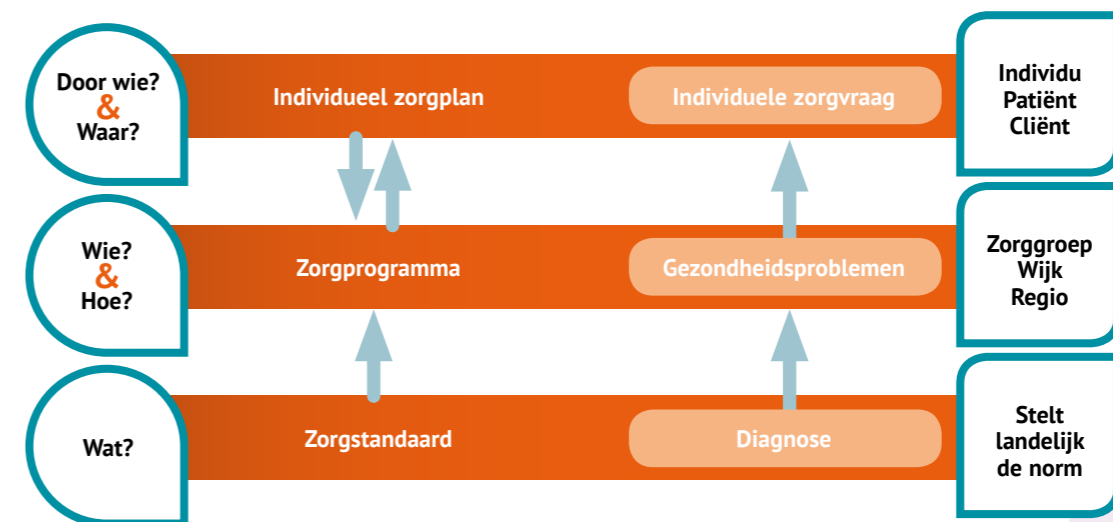 Door wie?
&
Waar?
Individueel zorgplan
Individuele zorgvraag
Individu
Patiënt
Cliënt
Wie?
&
Hoe?
Zorgprogramma
Gezondheidsproblemen
Zorggroep
Wijk
Regio
Wat?
Zorgstandaard
Diagnose
Stelt
landelijk
de norm